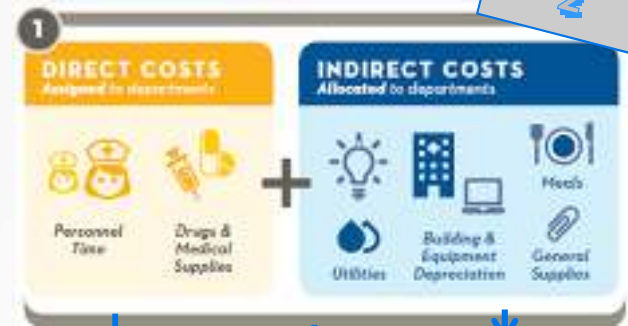 1
DIRECT COSTS
Assigned to departments
INDIRECT COSTS
Allocated to departments
Personnel
Time
Drugs &
Medical
Supplies
+
Utilities
Building &
Equipment
Depreciation
Meals
General
Supplies